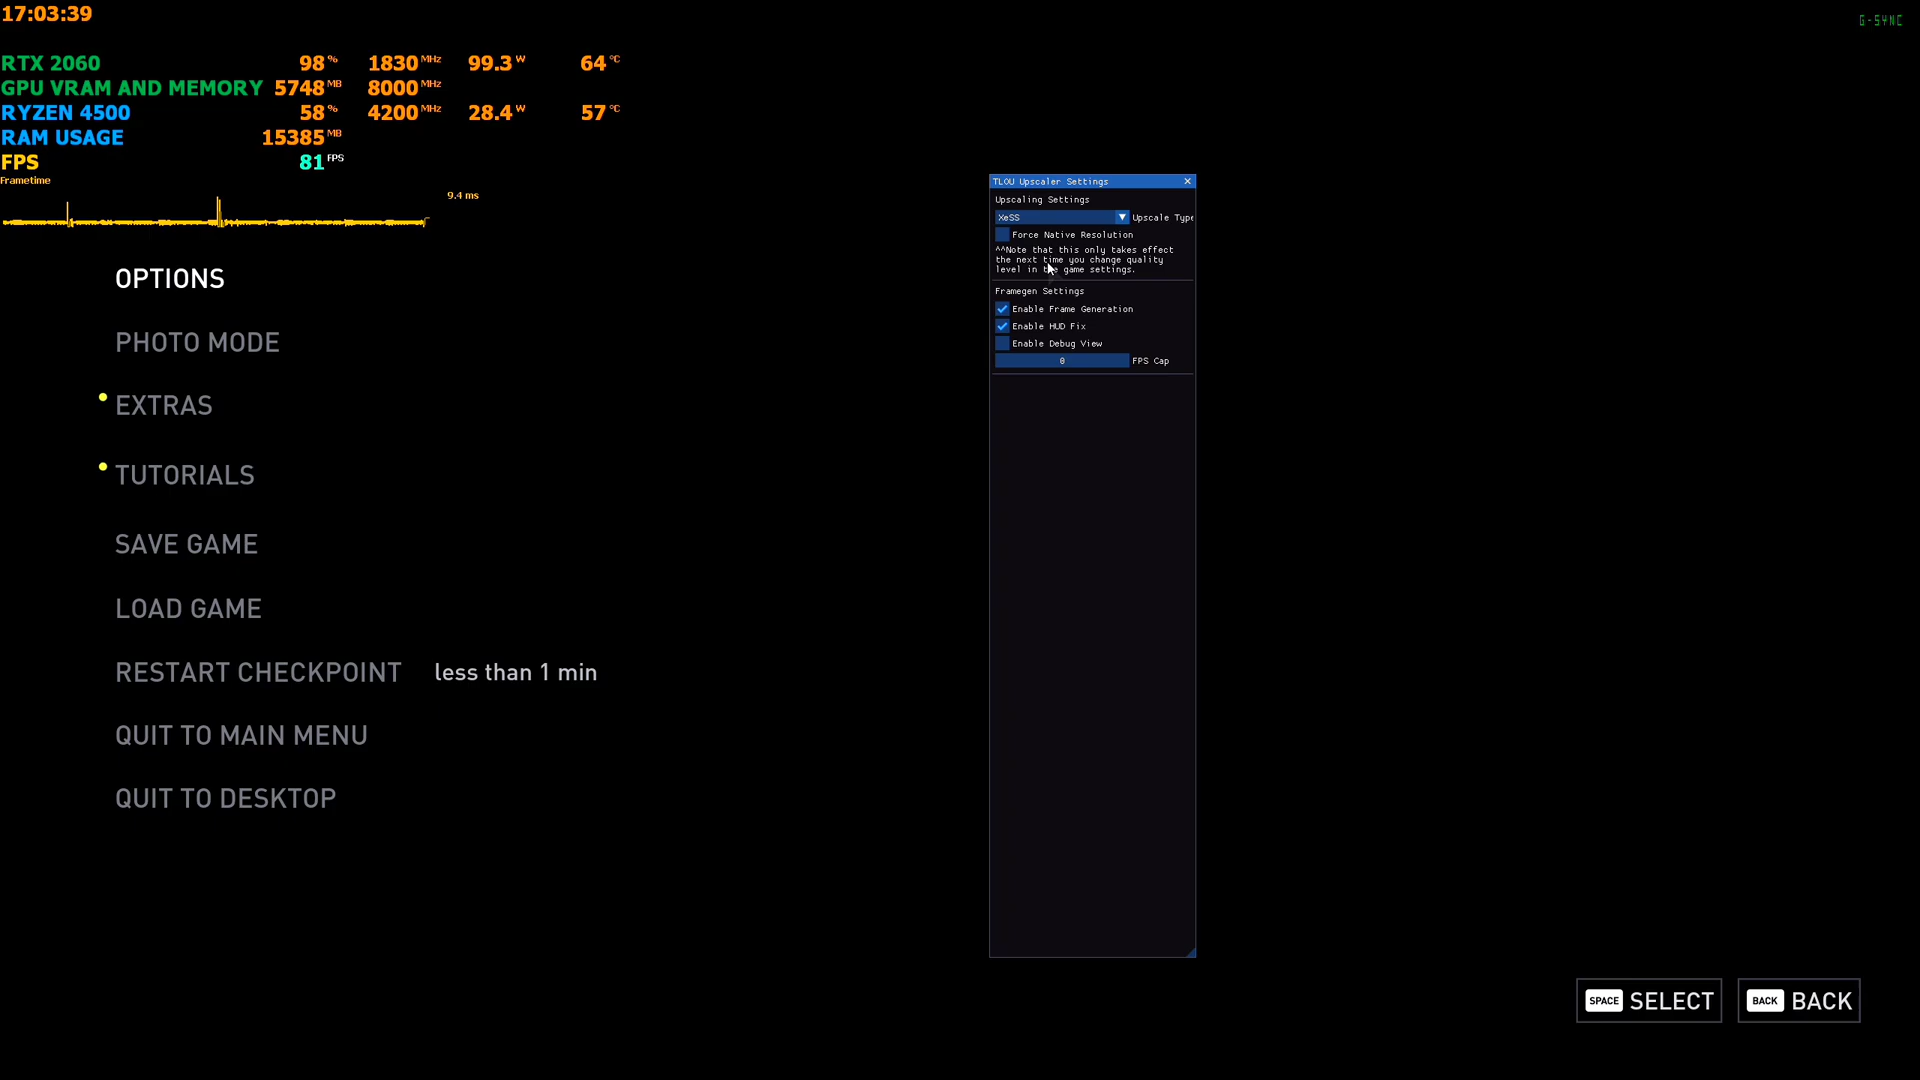 17:03:39
G-SYNC
RTX 2060 98 % 1830 MHz 99.3 W 64 °C
GPU VRAM AND MEMORY 5748 MB 8000 MHz
RYZEN 4500 58 % 4200 MHz 28.4 W 57 °C
RAM USAGE 15385 MB
FPS 81 FPS
Frametime
9.4 ms
OPTIONS
PHOTO MODE
EXTRAS
TUTORIALS
SAVE GAME
LOAD GAME
RESTART CHECKPOINT less than 1 min
QUIT TO MAIN MENU
QUIT TO DESKTOP
TLOU Upscaler Settings
Upscaling Settings
XeSS Upscale Type
Force Native Resolution
^^Note that this only takes effect
the next time you change quality
level in the game settings.
Framegen Settings
Enable Frame Generation
Enable HUD Fix
Enable Debug View
0 FPS Cap
SPACE SELECT BACK BACK